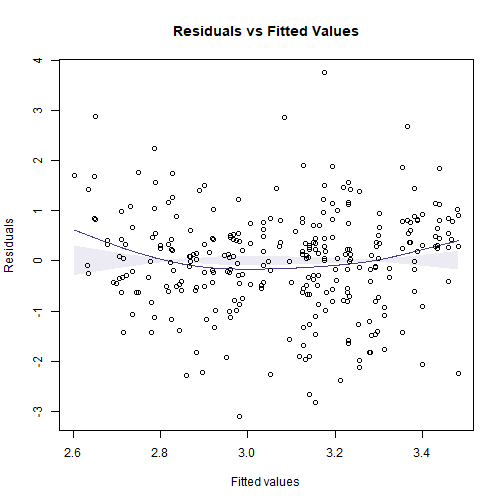 Residuals vs Fitted Values
Residuals
4
3
2
1
0
-1
-2
-3
2.6 2.8 3.0 3.2 3.4
Fitted values